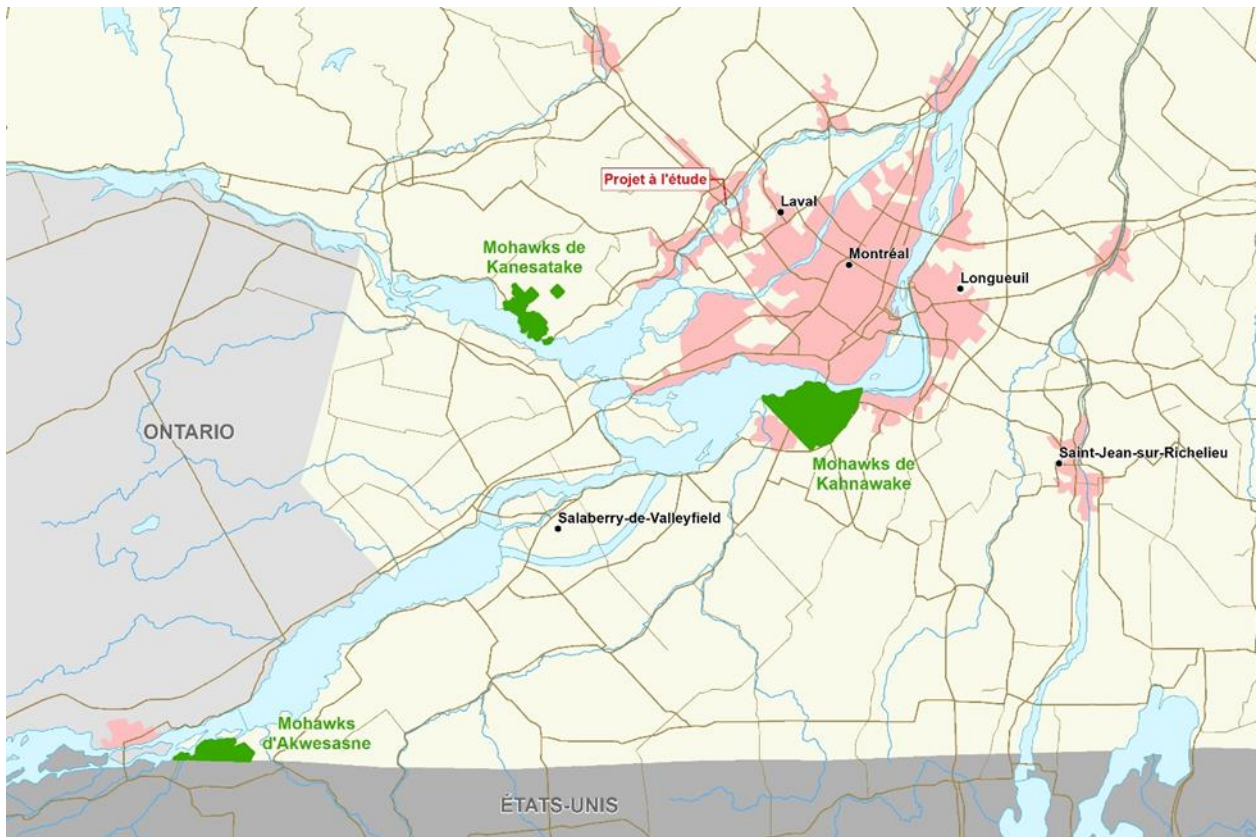 Projet à l'étude
Laval
Mohawks de
Kanesatake
Montréal
Longueuil
ONTARIO
Saint-Jean-sur-Richelieu
Mohawks de
Kahnawake
Salaberry-de-Valleyfield
Mohawks
d'Akwesasne
ÉTATS-UNIS